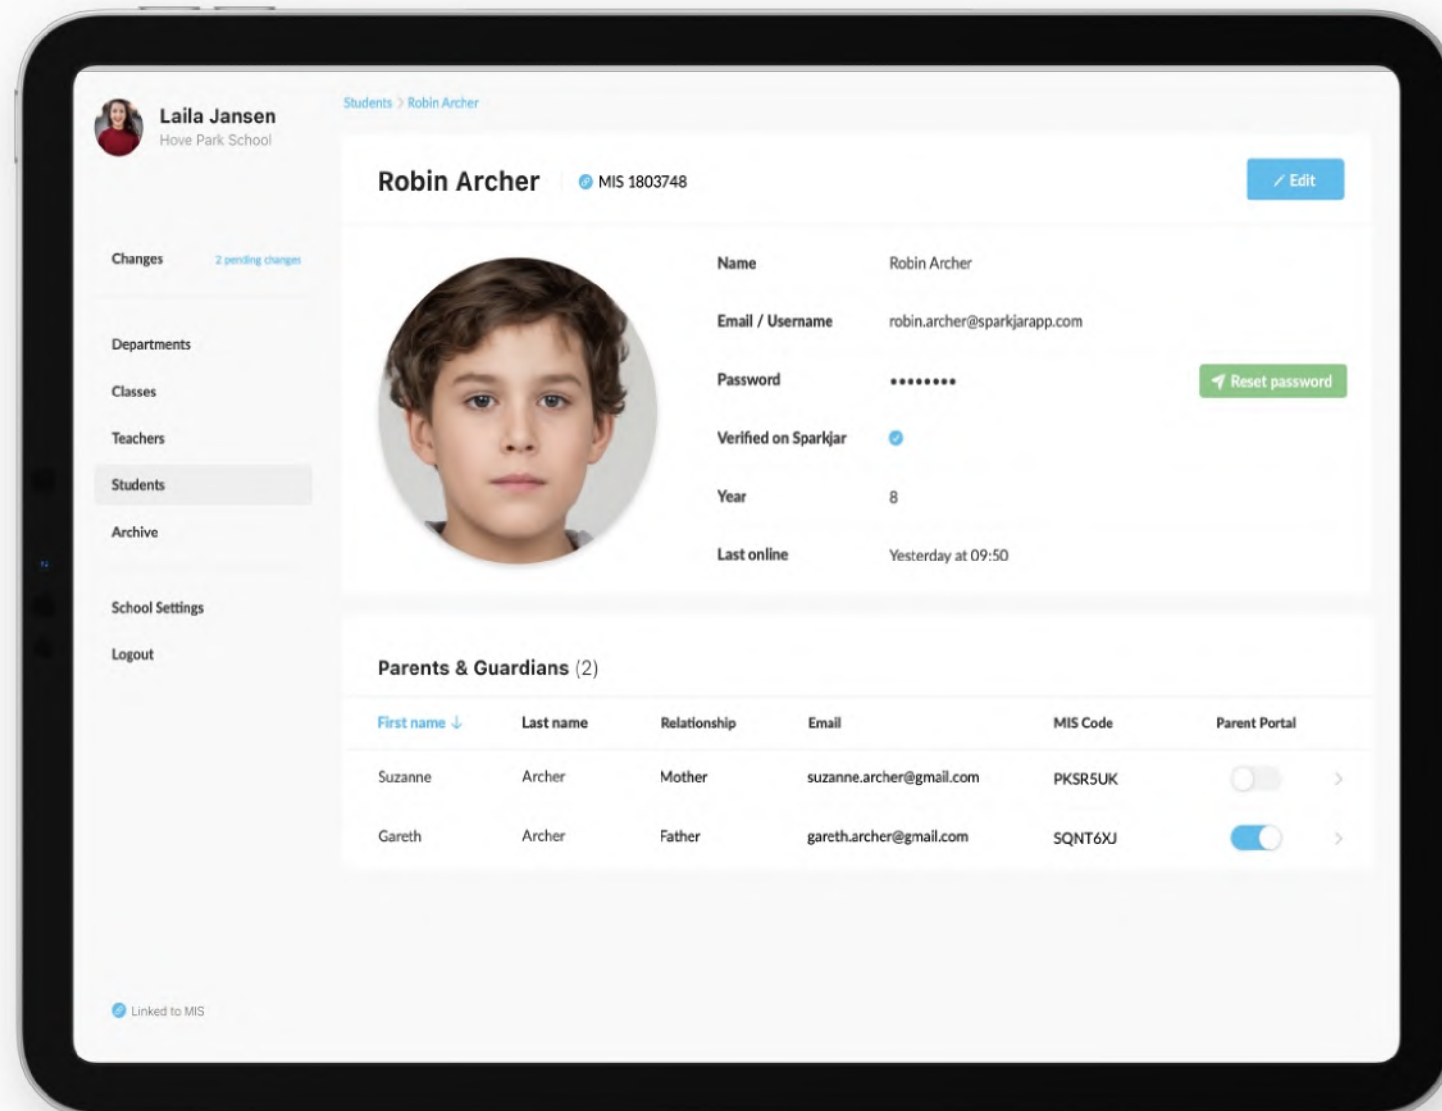 Laila Jansen
Hove Park School
Changes 2 pending changes
Departments
Classes
Teachers
Students
Archive
School Settings
Logout
Linked to MIS
Students > Robin Archer
Robin Archer MIS 1803748 Edit
Name Robin Archer
Email / Username robin.archer@sparkjarapp.com
Password •••••••• Reset password
Verified on Sparkjar
Year 8
Last online Yesterday at 09:50
Parents & Guardians (2)
First name ↓ Last name Relationship Email MIS Code Parent Portal
Suzanne Archer Mother suzanne.archer@gmail.com PKSR5UK
Gareth Archer Father gareth.archer@gmail.com SQNT6XJ